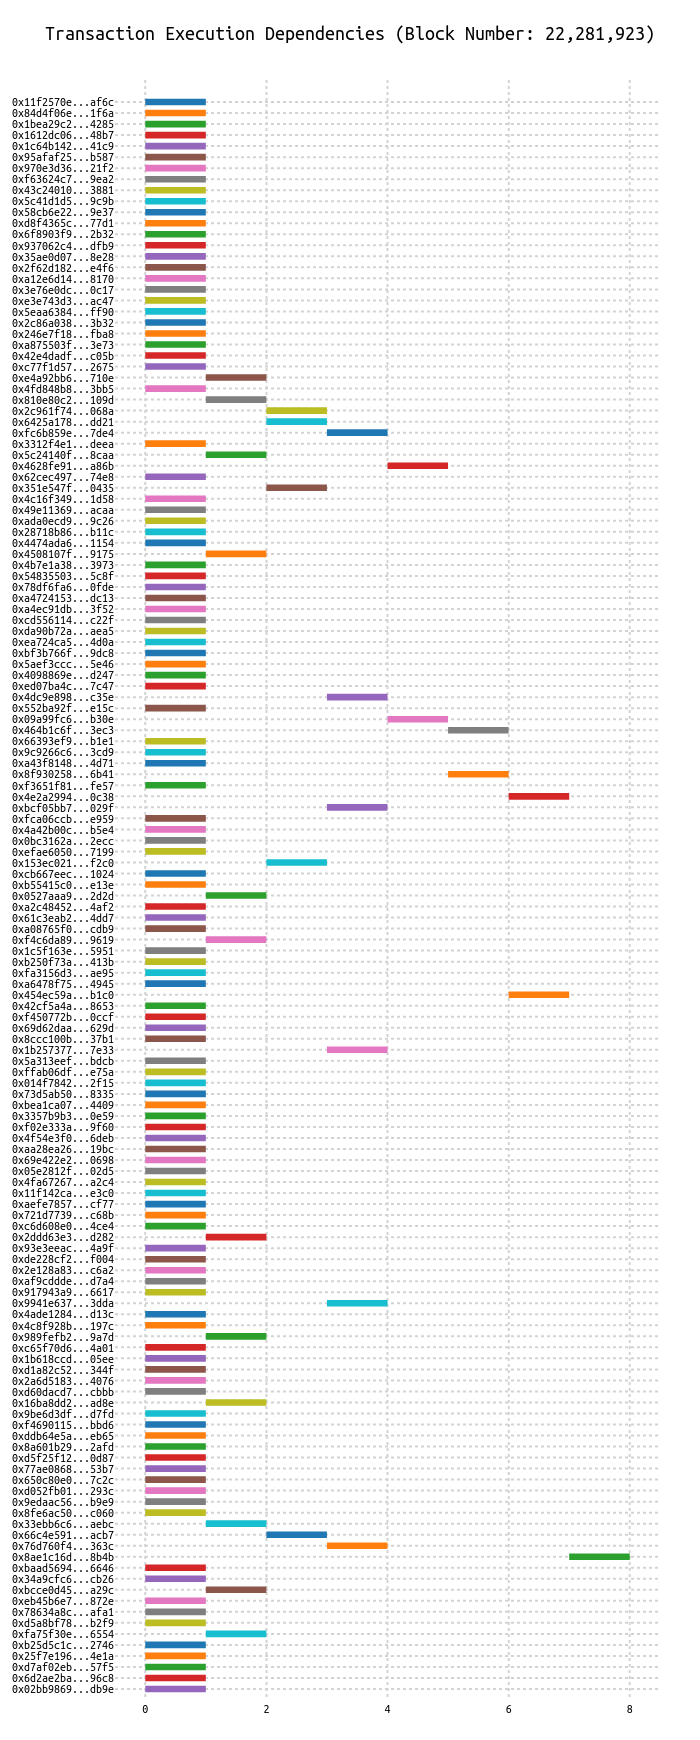 Transaction Execution Dependencies (Block Number: 22,281,923)
0x11f2570e...af6c
0x84d4f06e...1f6a
0x1bea29c2...4285
0x1612dc06...48b7
0x1c64b142...41c9
0x95afaf25...b587
0x970e3d36...21f2
0xf63624c7...9ea2
0x43c24010...3881
0x5c41d1d5...9c9b
0x58cb6e22...9e37
0xd8f4365c...77d1
0x6f8903f9...2b32
0x937062c4...dfb9
0x35ae0d07...8e28
0x2f62d182...e4f6
0xa12e6d14...8170
0x3e76e0dc...0c17
0xe3e743d3...ac47
0x5eaa6384...ff90
0x2c86a038...3b32
0x246e7f18...fba8
0xa875503f...3e73
0x42e4dadf...c05b
0xc77f1d57...2675
0xe4a92bb6...710e
0x4fd848b8...3bb5
0x810e80c2...109d
0x2c961f74...068a
0x6425a178...dd21
0xfc6b859e...7de4
0x3312f4e1...deea
0x5c24140f...8caa
0x4628fe91...a86b
0x62cec497...74e8
0x351e547f...0435
0x4c16f349...1d58
0x49e11369...acaa
0xada0ecd9...9c26
0x28718b86...b11c
0x4474ada6...1154
0x4508107f...9175
0x4b7e1a38...3973
0x54835503...5c8f
0x78df6fa6...0fde
0xa4724153...dc13
0xa4ec91db...3f52
0xcd556114...c22f
0xda90b72a...aea5
0xea724ca5...4d0a
0xbf3b766f...9dc8
0x5aef3ccc...5e46
0x4098869e...d247
0xed07ba4c...7c47
0x4dc9e898...c35e
0x552ba92f...e15c
0x09a99fc6...b30e
0x464b1c6f...3ec3
0x66393ef9...b1e1
0x9c9266c6...3cd9
0xa43f8148...4d71
0x8f930258...6b41
0xf3651f81...fe57
0x4e2a2994...0c38
0xbcf05bb7...029f
0xfca06ccb...e959
0x4a42b00c...b5e4
0x0bc3162a...2ecc
0xefae6050...7199
0x153ec021...f2c0
0xcb667eec...1024
0xb55415c0...e13e
0x0527aaa9...2d2d
0xa2c48452...4af2
0x61c3eab2...4dd7
0xa08765f0...cdb9
0xf4c6da89...9619
0x1c5f163e...5951
0xb250f73a...413b
0xfa3156d3...ae95
0xa6478f75...4945
0x454ec59a...b1c0
0x42cf5a4a...8653
0xf450772b...0ccf
0x69d62daa...629d
0x8ccc100b...37b1
0x1b257377...7e33
0x5a313eef...bdcb
0xffab06df...e75a
0x014f7842...2f15
0x73d5ab50...8335
0xbea1ca07...4409
0x3357b9b3...0e59
0xf02e333a...9f60
0x4f54e3f0...6deb
0xaa28ea26...19bc
0x69e422e2...0698
0x05e2812f...02d5
0x4fa67267...a2c4
0x11f142ca...e3c0
0xaefe7857...cf77
0x721d7739...c68b
0xc6d608e0...4ce4
0x2ddd63e3...d282
0x93e3eeac...4a9f
0xde228cf2...f004
0x2e128a83...c6a2
0xaf9cddde...d7a4
0x917943a9...6617
0x9941e637...3dda
0x4ade1284...d13c
0x4c8f928b...197c
0x989fefb2...9a7d
0xc65f70d6...4a01
0x1b618ccd...05ee
0xd1a82c52...344f
0x2a6d5183...4076
0xd60dacd7...cbbb
0x16ba8dd2...ad8e
0x9be6d3df...d7fd
0xf4690115...bbd6
0xddb64e5a...eb65
0x8a601b29...2afd
0xd5f25f12...0d87
0x77ae0868...53b7
0x650c80e0...7c2c
0xd052fb01...293c
0x9edaac56...b9e9
0x8fe6ac50...c060
0x33ebb6c6...aebc
0x66c4e591...acb7
0x76d760f4...363c
0x8ae1c16d...8b4b
0xbaad5694...6646
0x34a9cfc6...cb26
0xbcce0d45...a29c
0xeb45b6e7...872e
0x78634a8c...afa1
0xd5a8bf78...b2f9
0xfa75f30e...6554
0xb25d5c1c...2746
0x25f7e196...4e1a
0xd7af02eb...57f5
0x6d2ae2ba...96c8
0x02bb9869...db9e
0 2 4 6 8